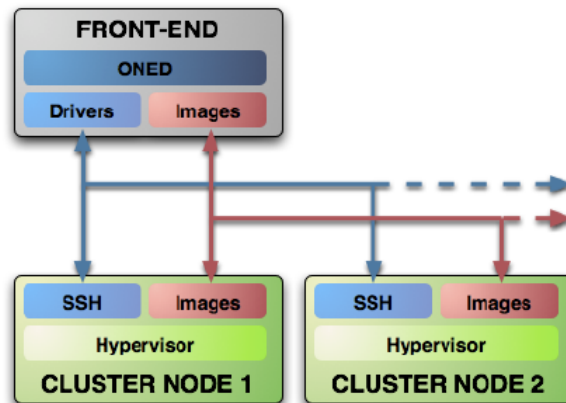 FRONT-END
ONED
Drivers Images
SSH Images
Hypervisor
CLUSTER NODE 1
SSH Images
Hypervisor
CLUSTER NODE 2